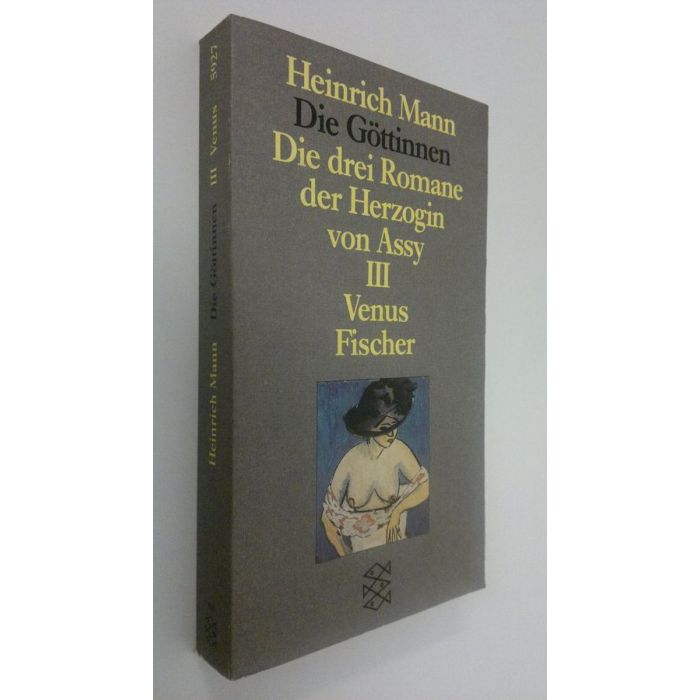 Heinrich Mann
Die Göttinnen
Die drei Romane
der Herzogin
von Assy
III
Venus
Fischer
Heinrich Mann Die Göttinnen III Venus 5927